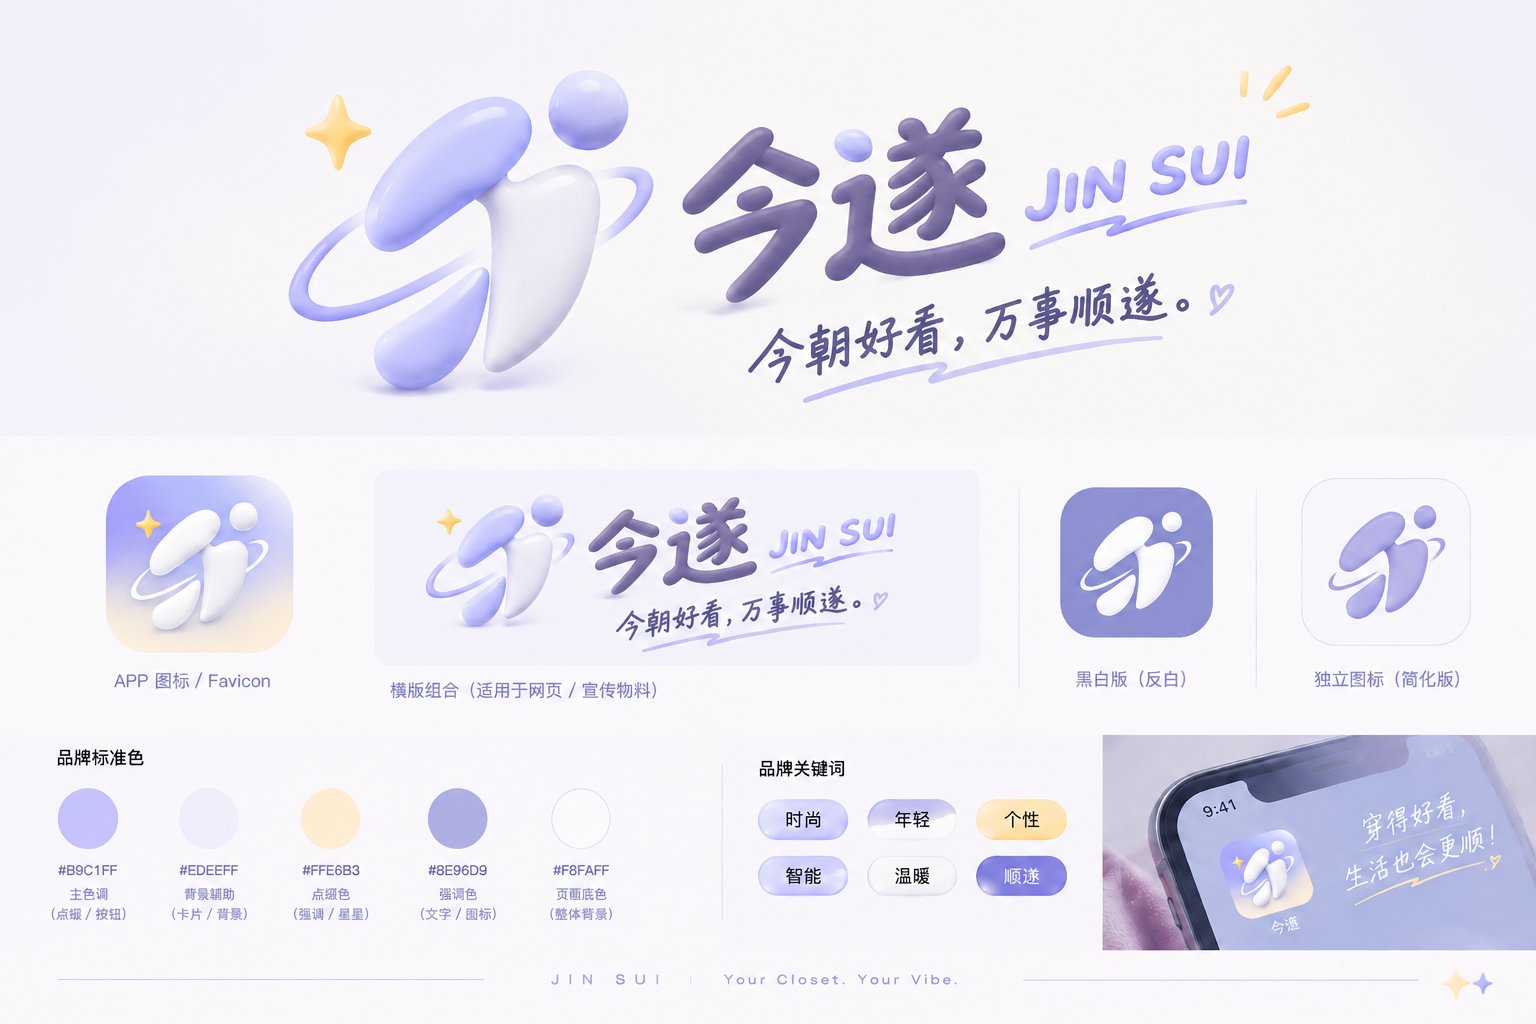 今遂
JIN SUI
今朝好看，万事顺遂。
今遂
JIN SUI
今朝好看，万事顺遂。
APP 图标 / Favicon
横版组合（适用于网页 / 宣传物料）
黑白版（反白）
独立图标（简化版）
品牌标准色
#B9C1FF
主色调
（点缀 / 按钮）
#EDEEFF
背景辅助
（卡片 / 背景）
#FFE6B3
点缀色
（强调 / 星星）
#8E96D9
强调色
（文字 / 图标）
#F8FAFF
页面底色
（整体背景）
品牌关键词
时尚
年轻
个性
智能
温暖
顺遂
9:41
穿得好看，
生活也会更顺！
今遂
JIN SUI
Your Closet. Your Vibe.